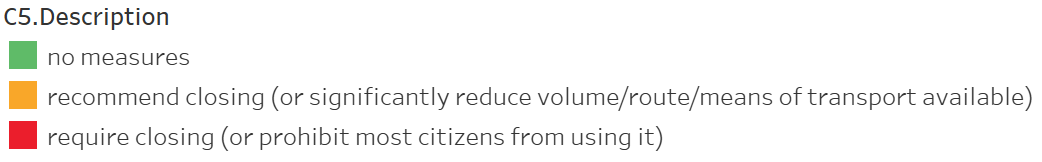 C5.Description
no measures
recommend closing (or significantly reduce volume/route/means of transport available)
require closing (or prohibit most citizens from using it)